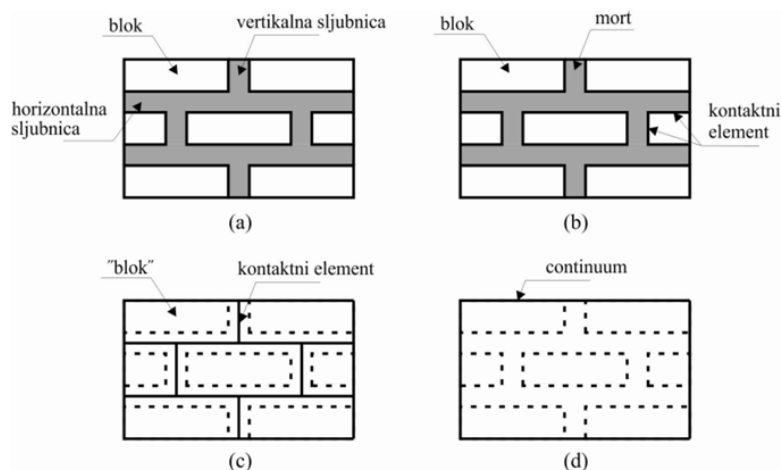 blok
vertikalna sljubnica
horizontalna
sljubnica
(a)
blok
mort
kontaktni
element
(b)
"blok"
kontaktni element
(c)
continuum
(d)